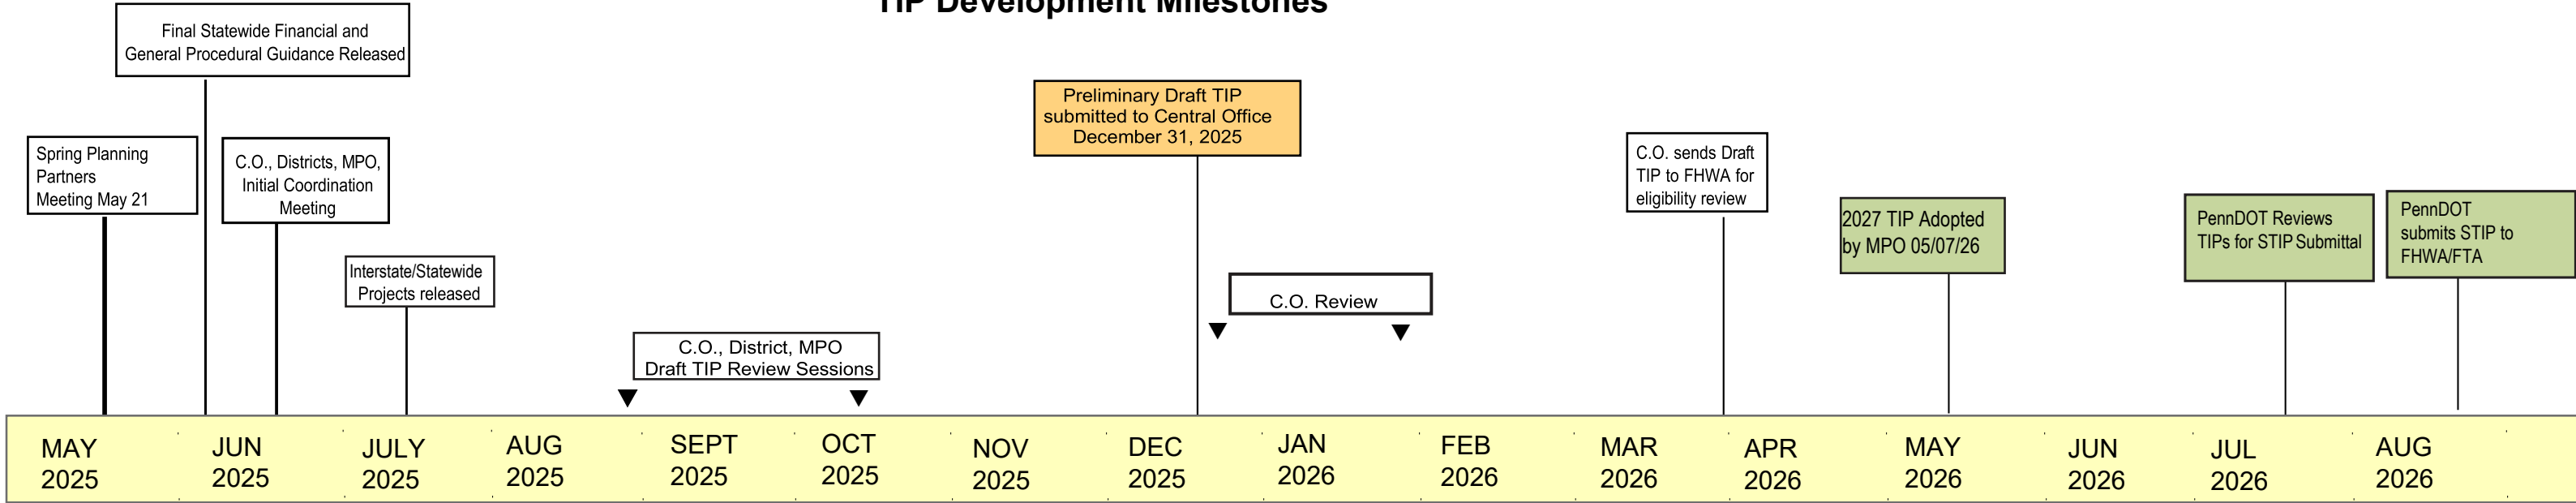 TIP Development Milestones
Final Statewide Financial and
General Procedural Guidance Released
Spring Planning
Partners
Meeting May 21
C.O., Districts, MPO,
Initial Coordination
Meeting
Interstate/Statewide
Projects released
C.O., District, MPO
Draft TIP Review Sessions
Preliminary Draft TIP
submitted to Central Office
December 31, 2025
C.O. Review
C.O. sends Draft
TIP to FHWA for
eligibility review
2027 TIP Adopted
by MPO 05/07/26
PennDOT Reviews
TIPs for STIP Submittal
PennDOT
submits STIP to
FHWA/FTA
MAY
2025
JUN
2025
JULY
2025
AUG
2025
SEPT
2025
OCT
2025
NOV
2025
DEC
2025
JAN
2026
FEB
2026
MAR
2026
APR
2026
MAY
2026
JUN
2026
JUL
2026
AUG
2026